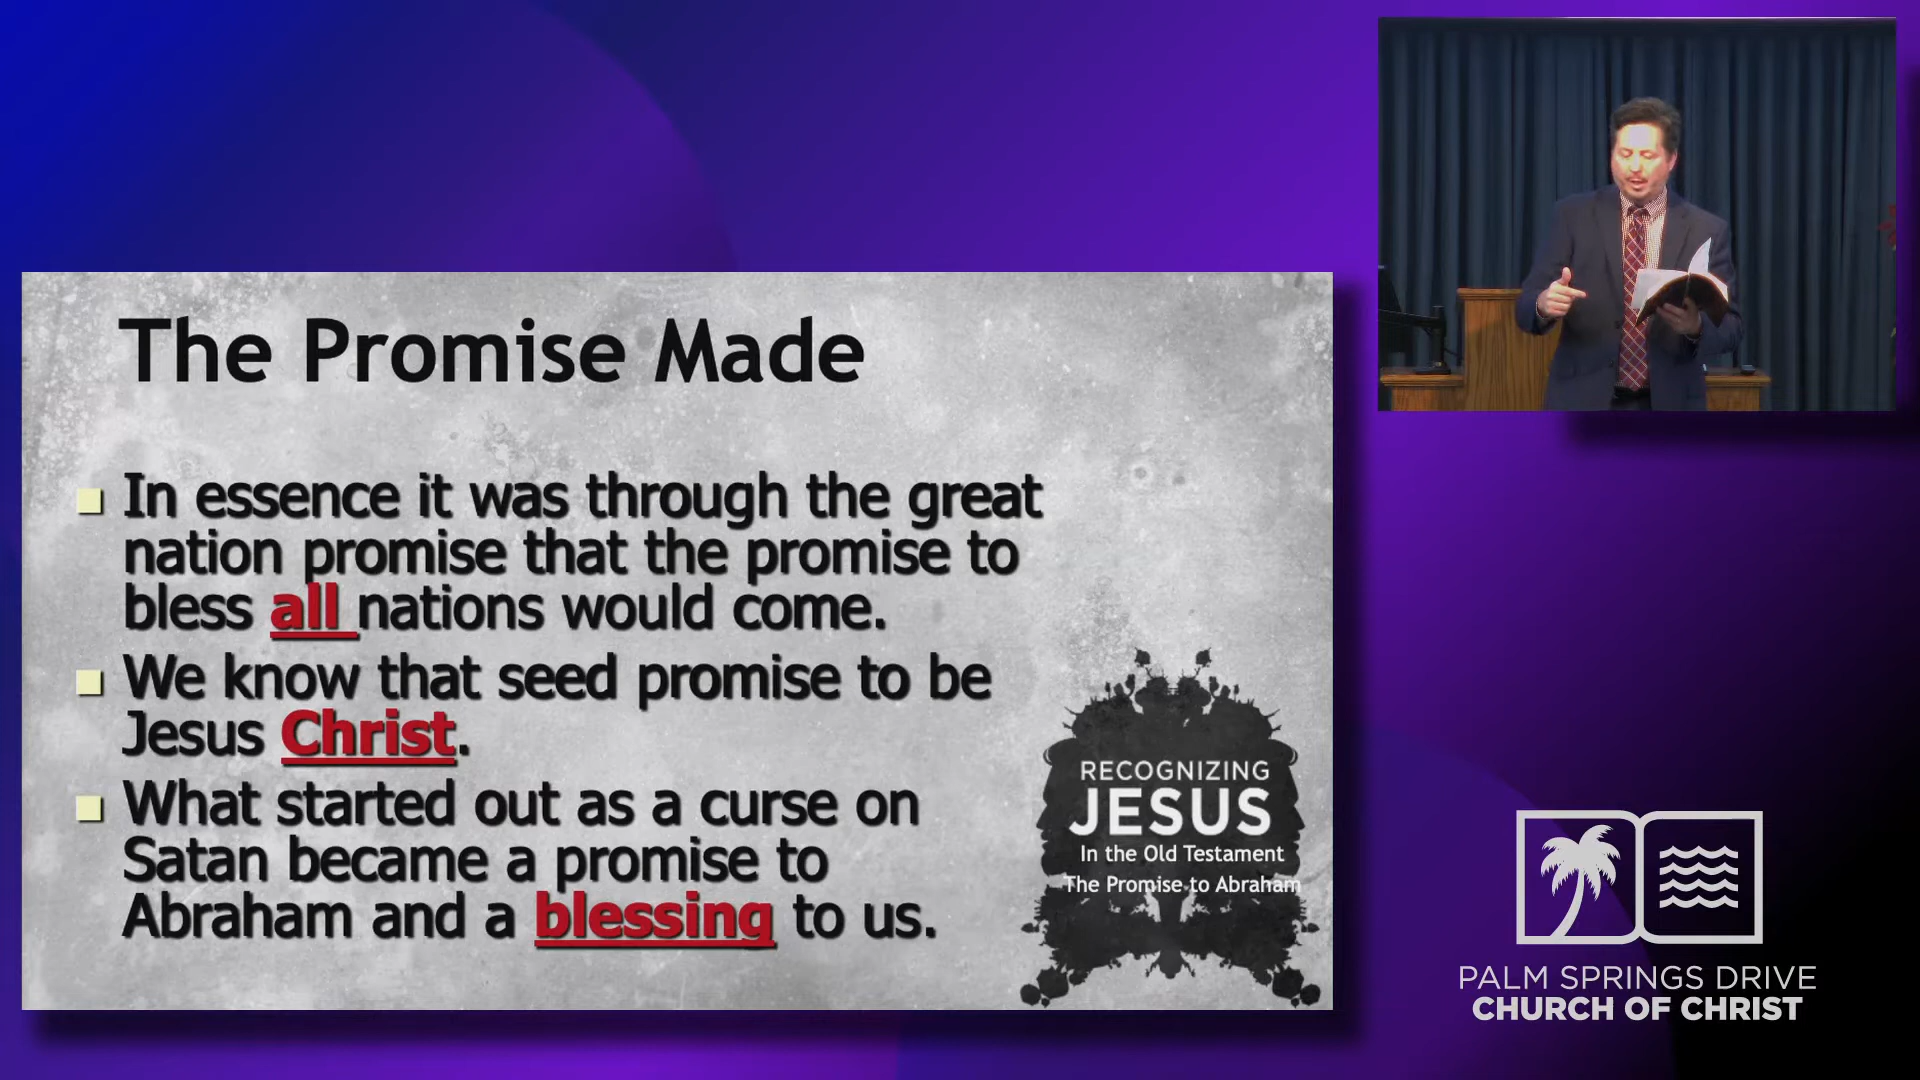 The Promise Made
In essence it was through the great
nation promise that the promise to
bless all nations would come.
We know that seed promise to be
Jesus Christ.
What started out as a curse on
Satan became a promise to
Abraham and a blessing to us.
RECOGNIZING
JESUS
In the Old Testament
The Promise to Abraham
PALM SPRINGS DRIVE
CHURCH OF CHRIST